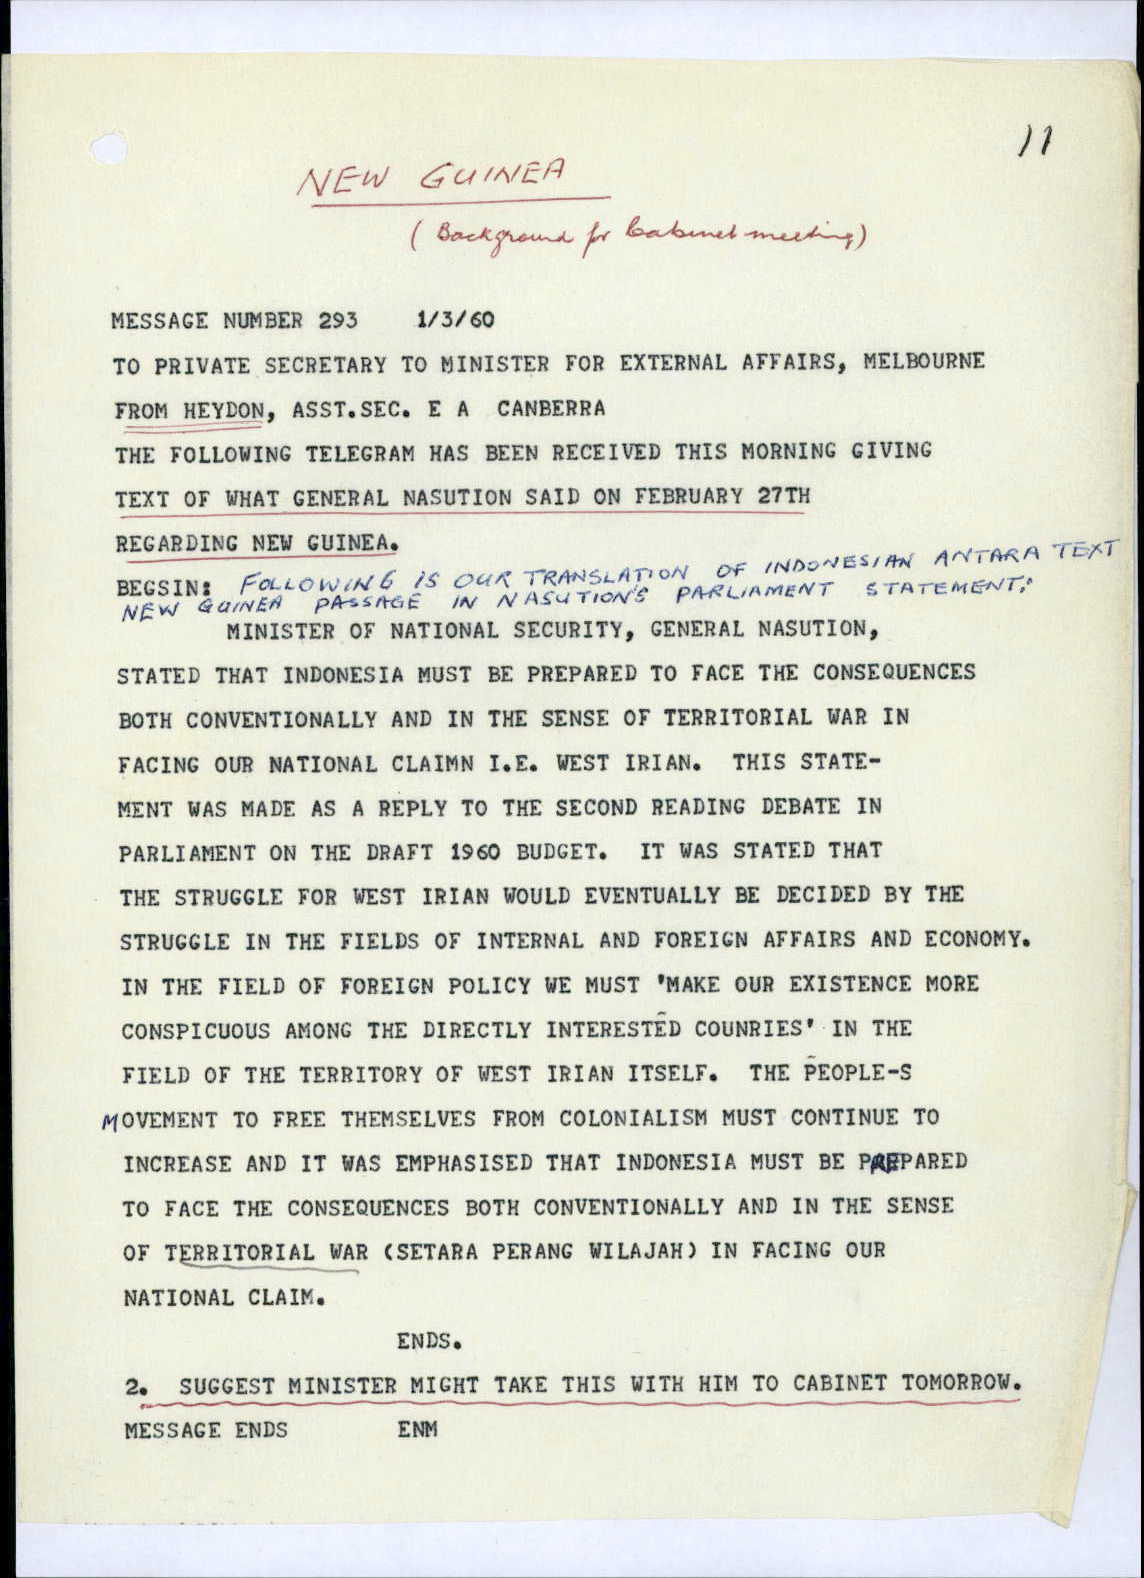 11
NEW GUINEA
(Background for Cabinet meeting)
MESSAGE NUMBER 293 1/3/60
TO PRIVATE SECRETARY TO MINISTER FOR EXTERNAL AFFAIRS, MELBOURNE
FROM HEYDON, ASST.SEC. E A CANBERRA
THE FOLLOWING TELEGRAM HAS BEEN RECEIVED THIS MORNING GIVING
TEXT OF WHAT GENERAL NASUTION SAID ON FEBRUARY 27TH
REGARDING NEW GUINEA.
BEGSIN: FOLLOWING IS OUR TRANSLATION OF INDONESIAN ANTARA TEXT
NEW GUINEA PASSAGE IN NASUTION'S PARLIAMENT STATEMENT:
MINISTER OF NATIONAL SECURITY, GENERAL NASUTION,
STATED THAT INDONESIA MUST BE PREPARED TO FACE THE CONSEQUENCES
BOTH CONVENTIONALLY AND IN THE SENSE OF TERRITORIAL WAR IN
FACING OUR NATIONAL CLAIMN I.E. WEST IRIAN. THIS STATE-
MENT WAS MADE AS A REPLY TO THE SECOND READING DEBATE IN
PARLIAMENT ON THE DRAFT 1960 BUDGET. IT WAS STATED THAT
THE STRUGGLE FOR WEST IRIAN WOULD EVENTUALLY BE DECIDED BY THE
STRUGGLE IN THE FIELDS OF INTERNAL AND FOREIGN AFFAIRS AND ECONOMY.
IN THE FIELD OF FOREIGN POLICY WE MUST 'MAKE OUR EXISTENCE MORE
CONSPICUOUS AMONG THE DIRECTLY INTERESTED COUNRIES' IN THE
FIELD OF THE TERRITORY OF WEST IRIAN ITSELF. THE PEOPLE-S
MOVEMENT TO FREE THEMSELVES FROM COLONIALISM MUST CONTINUE TO
INCREASE AND IT WAS EMPHASISED THAT INDONESIA MUST BE PREPARED
TO FACE THE CONSEQUENCES BOTH CONVENTIONALLY AND IN THE SENSE
OF TERRITORIAL WAR (SETARA PERANG WILAJAH) IN FACING OUR
NATIONAL CLAIM.
ENDS.
2. SUGGEST MINISTER MIGHT TAKE THIS WITH HIM TO CABINET TOMORROW.
MESSAGE ENDS ENM